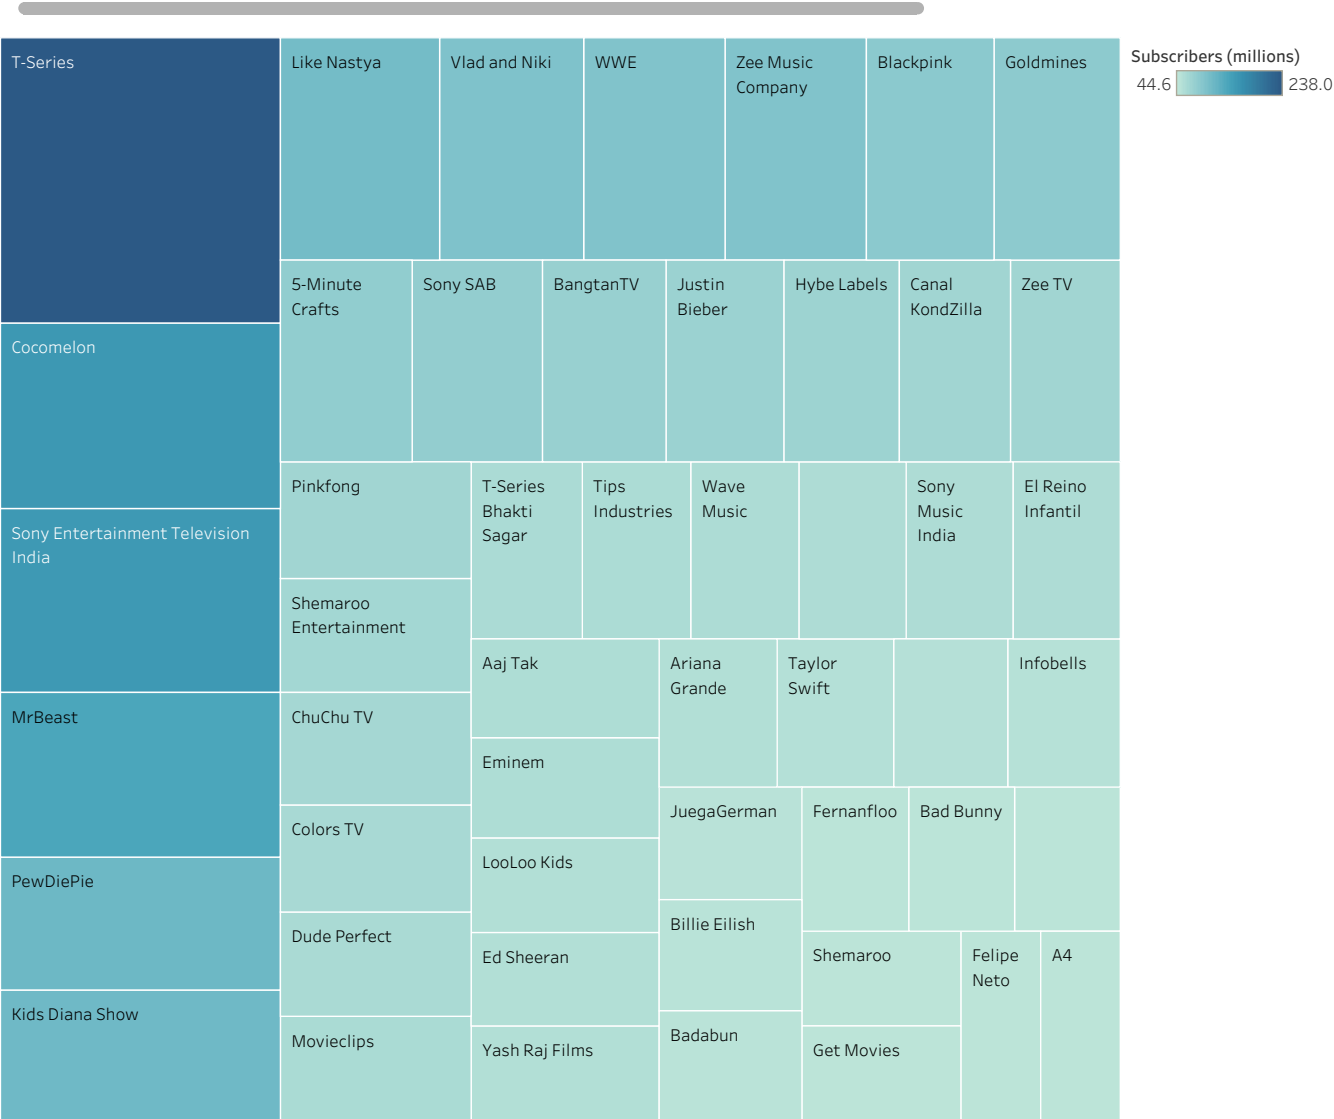 T-Series
Like Nastya
Vlad and Niki
WWE
Zee Music
Company
Blackpink
Goldmines
Subscribers (millions)
44.6
238.0
5-Minute
Crafts
Sony SAB
BangtanTV
Justin
Bieber
Hybe Labels
Canal
KondZilla
Zee TV
Cocomelon
Pinkfong
T-Series
Bhakti
Sagar
Tips
Industries
Wave
Music
Sony
Music
India
El Reino
Infantil
Sony Entertainment Television
India
Shemaroo
Entertainment
Aaj Tak
Ariana
Grande
Taylor
Swift
Infobells
MrBeast
ChuChu TV
Eminem
JuegaGerman
Fernanfloo
Bad Bunny
Colors TV
LooLoo Kids
PewDiePie
Billie Eilish
Dude Perfect
Ed Sheeran
Shemaroo
Felipe
Neto
A4
Kids Diana Show
Movieclips
Yash Raj Films
Badabun
Get Movies